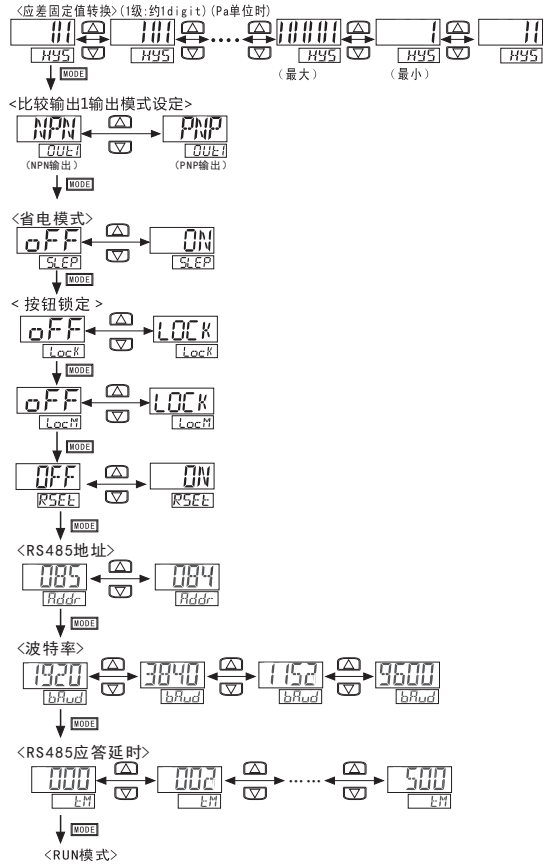 <应差固定值转换>(1级:约1digit)(Pa单位时)
HYS HYS HYS 1 HYS HYS
(最大) (最小)
MODE
<比较输出1输出模式设定>
NPN PNP
OUt1 OUt1
(NPN输出) (PNP输出)
MODE
<省电模式>
oFF ON
SLEP SLEP
MODE
<按钮锁定>
oFF LOCK
LocK LocK
MODE
oFF LOCK
LocM LocM
MODE
OFF ON
RSEt RSEt
MODE
<RS485地址>
085 084
Addr Addr
MODE
<波特率>
1920 3840 1152 9600
bAud bAud bAud bAud
MODE
<RS485应答延时>
000 002 ······ 500
tM tM tM
MODE
<RUN模式>